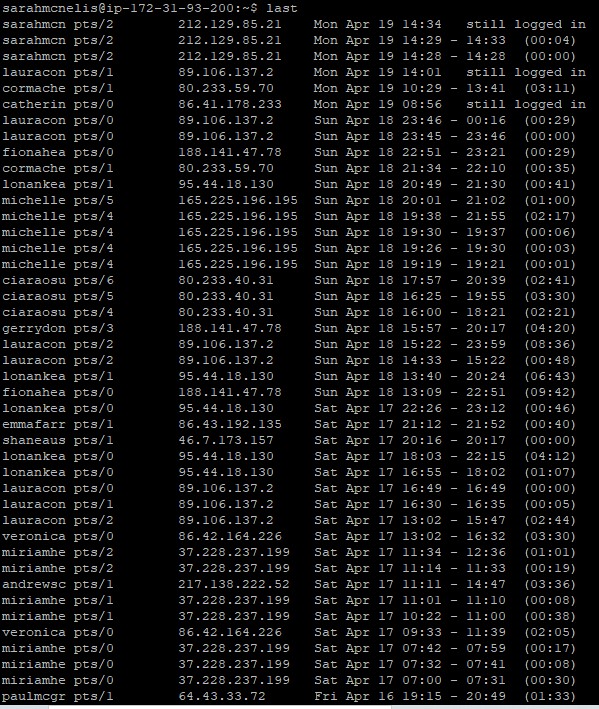 sarahmcnelis@ip-172-31-93-200:~$ last
sarahmcn pts/2 212.129.85.21 Mon Apr 19 14:34 still logged in
sarahmcn pts/2 212.129.85.21 Mon Apr 19 14:29 - 14:33 (00:04)
sarahmcn pts/2 212.129.85.21 Mon Apr 19 14:28 - 14:28 (00:00)
lauracon pts/1 89.106.137.2 Mon Apr 19 14:01 still logged in
cormache pts/1 80.233.59.70 Mon Apr 19 10:29 - 13:41 (03:11)
catherin pts/0 86.41.178.233 Mon Apr 19 08:56 still logged in
lauracon pts/0 89.106.137.2 Sun Apr 18 23:46 - 00:16 (00:29)
lauracon pts/0 89.106.137.2 Sun Apr 18 23:45 - 23:46 (00:00)
fionahea pts/0 188.141.47.78 Sun Apr 18 22:51 - 23:21 (00:29)
cormache pts/1 80.233.59.70 Sun Apr 18 21:34 - 22:10 (00:35)
lonankea pts/1 95.44.18.130 Sun Apr 18 20:49 - 21:30 (00:41)
michelle pts/5 165.225.196.195 Sun Apr 18 20:01 - 21:02 (01:00)
michelle pts/4 165.225.196.195 Sun Apr 18 19:38 - 21:55 (02:17)
michelle pts/4 165.225.196.195 Sun Apr 18 19:30 - 19:37 (00:06)
michelle pts/4 165.225.196.195 Sun Apr 18 19:26 - 19:30 (00:03)
michelle pts/4 165.225.196.195 Sun Apr 18 19:19 - 19:21 (00:01)
ciaraosu pts/6 80.233.40.31 Sun Apr 18 17:57 - 20:39 (02:41)
ciaraosu pts/5 80.233.40.31 Sun Apr 18 16:25 - 19:55 (03:30)
ciaraosu pts/4 80.233.40.31 Sun Apr 18 16:00 - 18:21 (02:21)
gerrydon pts/3 188.141.47.78 Sun Apr 18 15:57 - 20:17 (04:20)
lauracon pts/2 89.106.137.2 Sun Apr 18 15:22 - 23:59 (08:36)
lauracon pts/2 89.106.137.2 Sun Apr 18 14:33 - 15:22 (00:48)
lonankea pts/1 95.44.18.130 Sun Apr 18 13:40 - 20:24 (06:43)
fionahea pts/0 188.141.47.78 Sun Apr 18 13:09 - 22:51 (09:42)
lonankea pts/0 95.44.18.130 Sat Apr 17 22:26 - 23:12 (00:46)
emmafarr pts/1 86.43.192.135 Sat Apr 17 21:12 - 21:52 (00:40)
shaneaus pts/1 46.7.173.157 Sat Apr 17 20:16 - 20:17 (00:00)
lonankea pts/0 95.44.18.130 Sat Apr 17 18:03 - 22:15 (04:12)
lonankea pts/0 95.44.18.130 Sat Apr 17 16:55 - 18:02 (01:07)
lauracon pts/1 89.106.137.2 Sat Apr 17 16:49 - 16:49 (00:00)
lauracon pts/1 89.106.137.2 Sat Apr 17 16:30 - 16:35 (00:05)
lauracon pts/2 89.106.137.2 Sat Apr 17 13:02 - 15:47 (02:44)
veronica pts/0 86.42.164.226 Sat Apr 17 13:02 - 16:32 (03:30)
miriamhe pts/2 37.228.237.199 Sat Apr 17 11:34 - 12:36 (01:01)
miriamhe pts/2 37.228.237.199 Sat Apr 17 11:14 - 11:33 (00:19)
andrewsc pts/1 217.138.222.52 Sat Apr 17 11:11 - 14:47 (03:36)
miriamhe pts/1 37.228.237.199 Sat Apr 17 11:01 - 11:10 (00:08)
miriamhe pts/1 37.228.237.199 Sat Apr 17 10:22 - 11:00 (00:38)
veronica pts/0 86.42.164.226 Sat Apr 17 09:33 - 11:39 (02:05)
miriamhe pts/0 37.228.237.199 Sat Apr 17 07:42 - 07:59 (00:17)
miriamhe pts/0 37.228.237.199 Sat Apr 17 07:32 - 07:41 (00:08)
miriamhe pts/0 37.228.237.199 Sat Apr 17 07:00 - 07:31 (00:30)
paulmcgr pts/1 64.43.33.72 Fri Apr 16 19:15 - 20:49 (01:33)